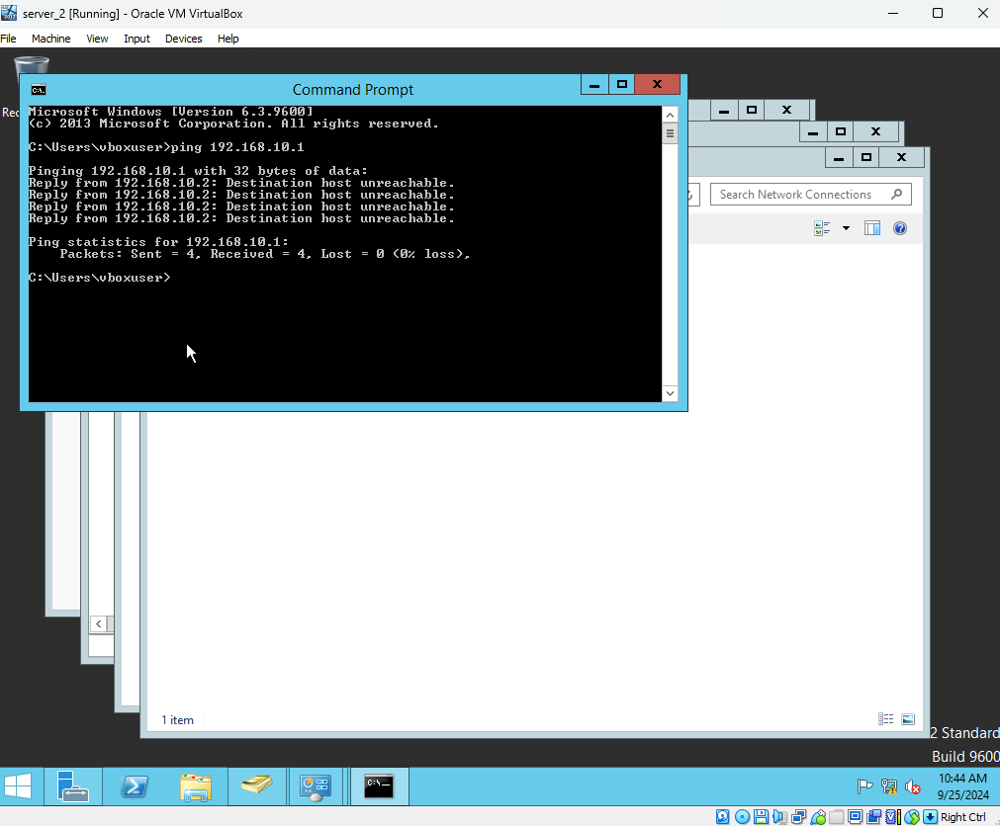 server_2 [Running] - Oracle VM VirtualBox
File Machine View Input Devices Help
Rec
Command Prompt
Microsoft Windows [Version 6.3.9600]
(c) 2013 Microsoft Corporation. All rights reserved.
C:\Users\vboxuser>ping 192.168.10.1
Pinging 192.168.10.1 with 32 bytes of data:
Reply from 192.168.10.2: Destination host unreachable.
Reply from 192.168.10.2: Destination host unreachable.
Reply from 192.168.10.2: Destination host unreachable.
Reply from 192.168.10.2: Destination host unreachable.
Ping statistics for 192.168.10.1:
Packets: Sent = 4, Received = 4, Lost = 0 (0% loss),
C:\Users\vboxuser>
Search Network Connections
1 item
2 Standard
Build 9600
10:44 AM
9/25/2024
Right Ctrl